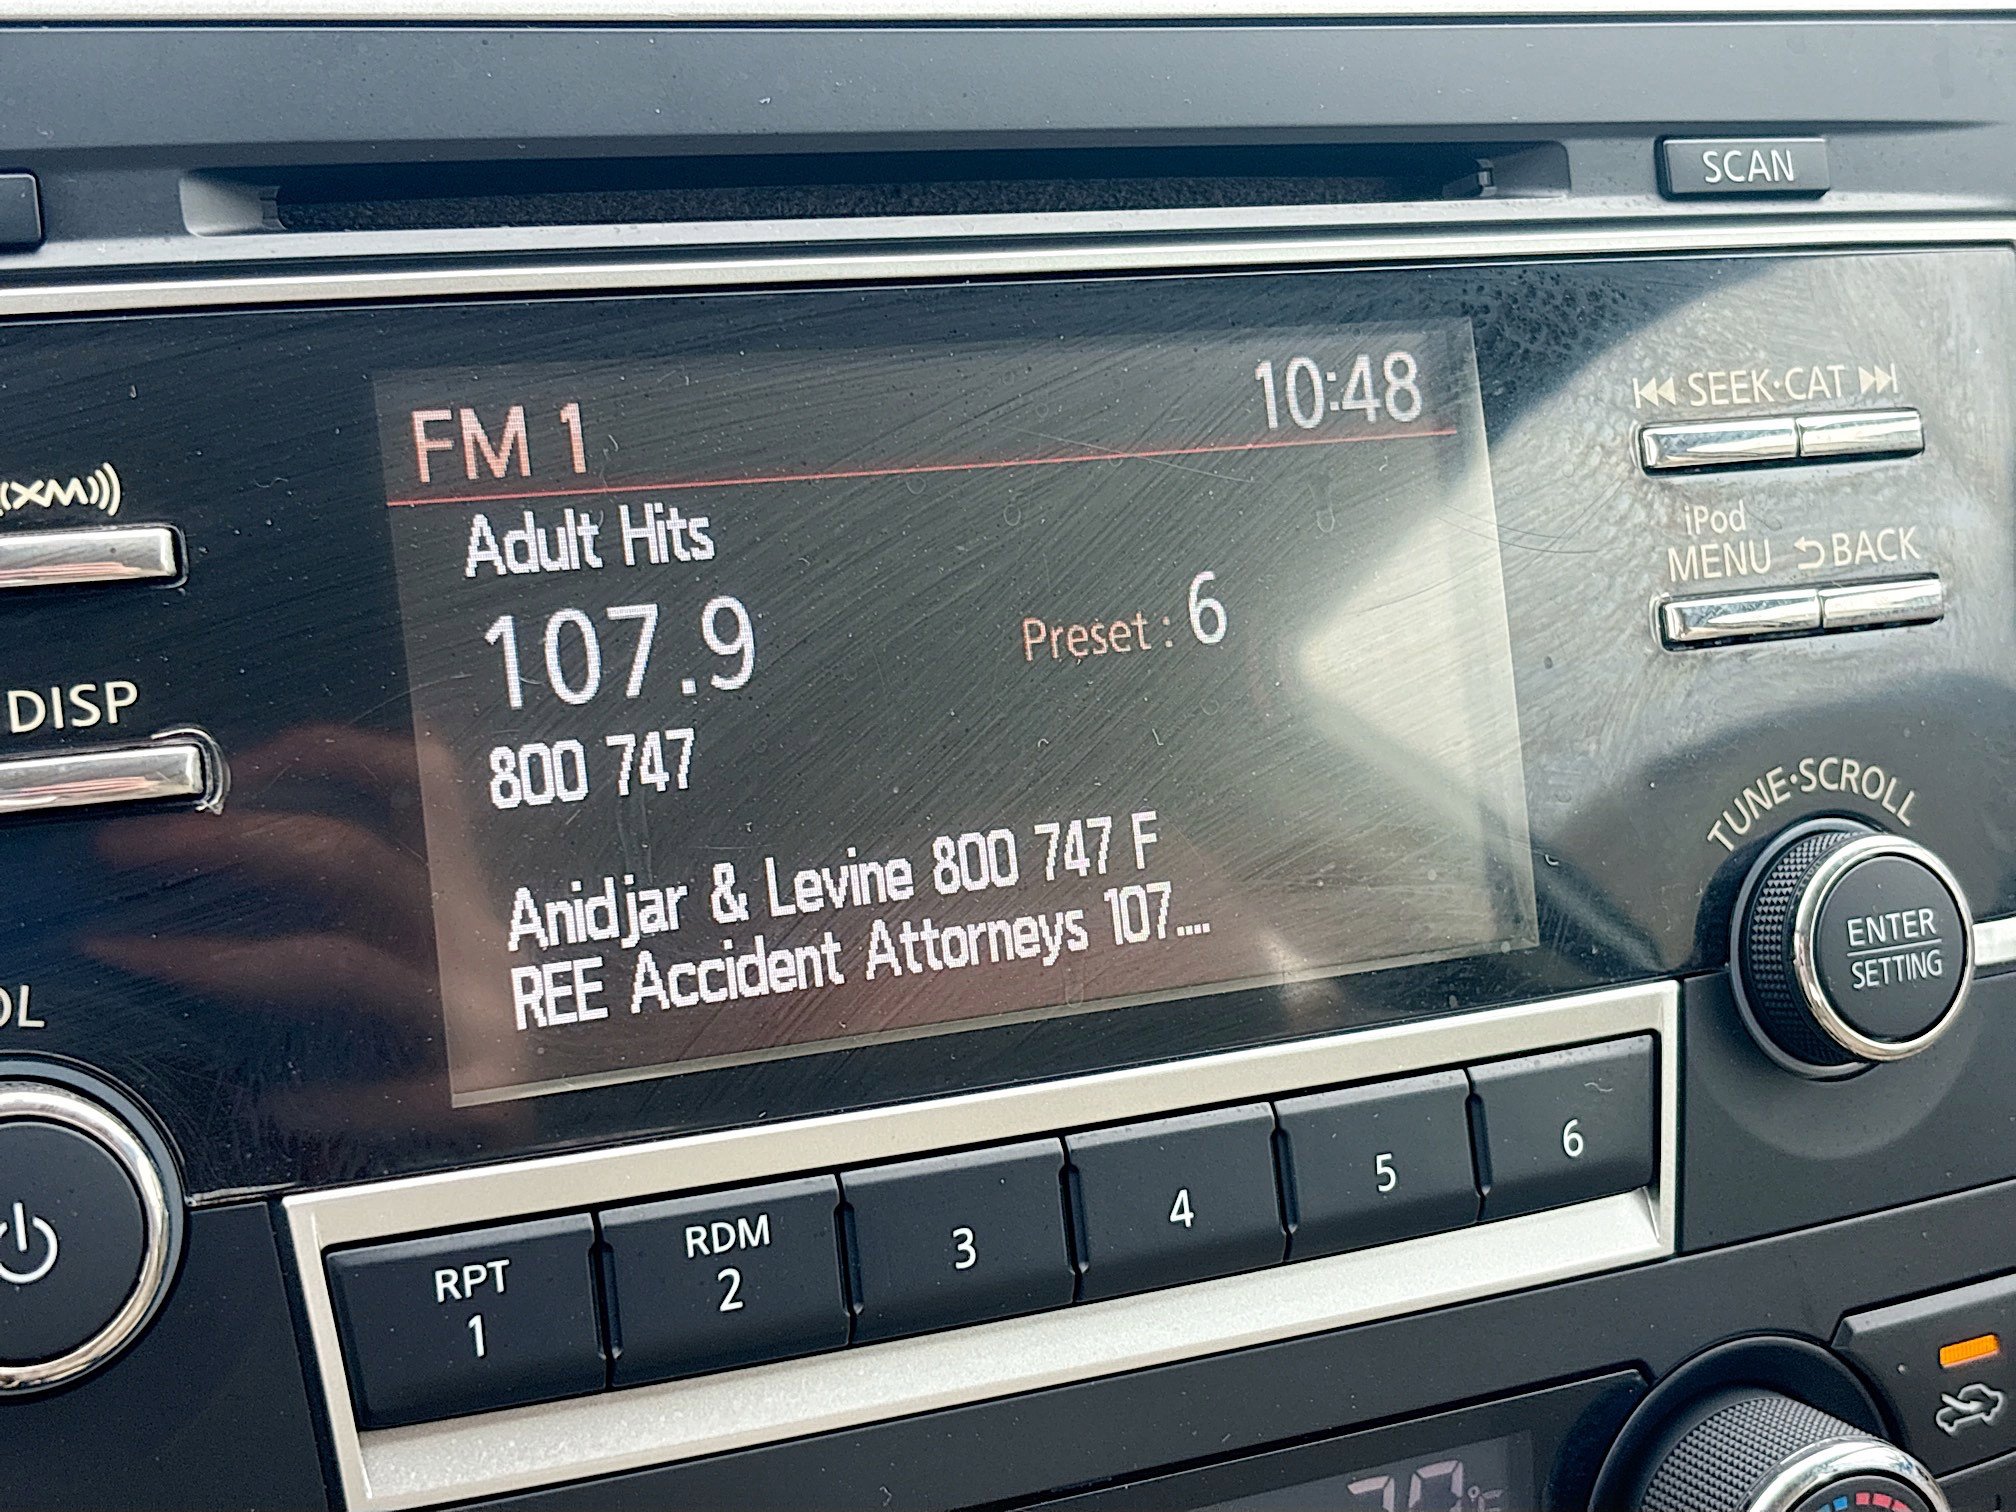 SCAN
FM 1
10:48
SEEK·CAT
XM
Adult Hits
iPod
MENU
BACK
107.9
Preset : 6
DISP
800 747
TUNE·SCROLL
Anidjar & Levine 800 747 F
REE Accident Attorneys 107....
ENTER
SETTING
OL
RPT
1
RDM
2
3
4
5
6